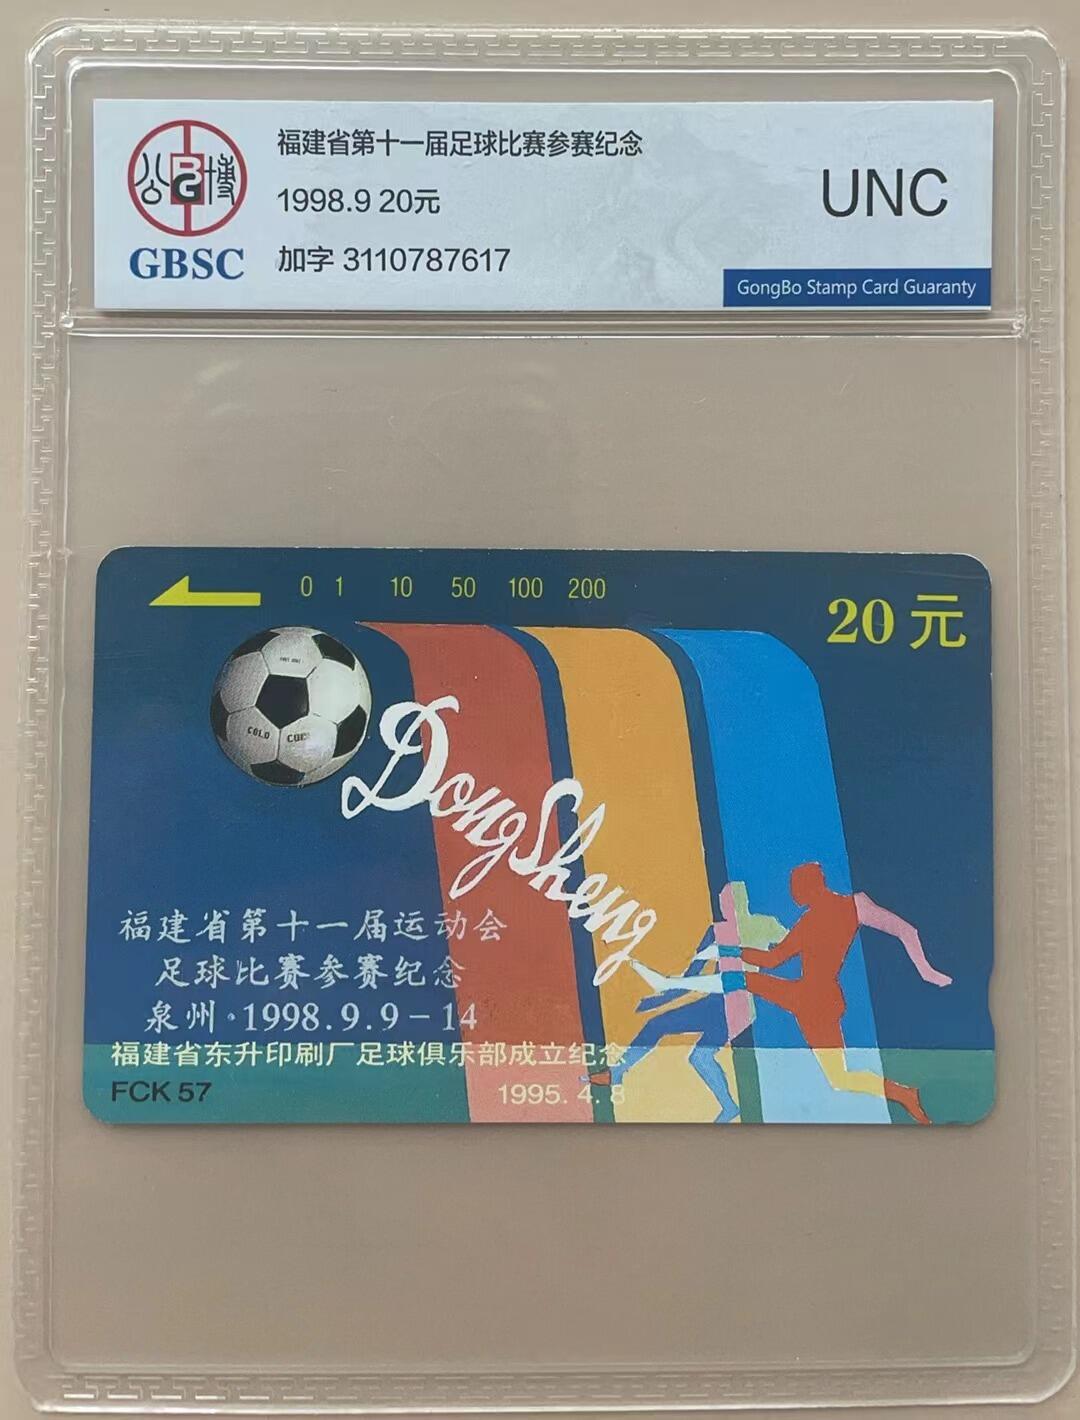 福建省第十一届足球比赛参赛纪念
1998.9 20元
加字 3110787617
UNC
公 BG 博
GBSC
GongBo Stamp Card Guaranty
0 1 10 50 100 200
20元
COLO
DongSheng
福建省第十一届运动会
足球比赛参赛纪念
泉州·1998.9.9-14
福建省东升印刷厂足球俱乐部成立纪念
FCK 57
1995.4.8